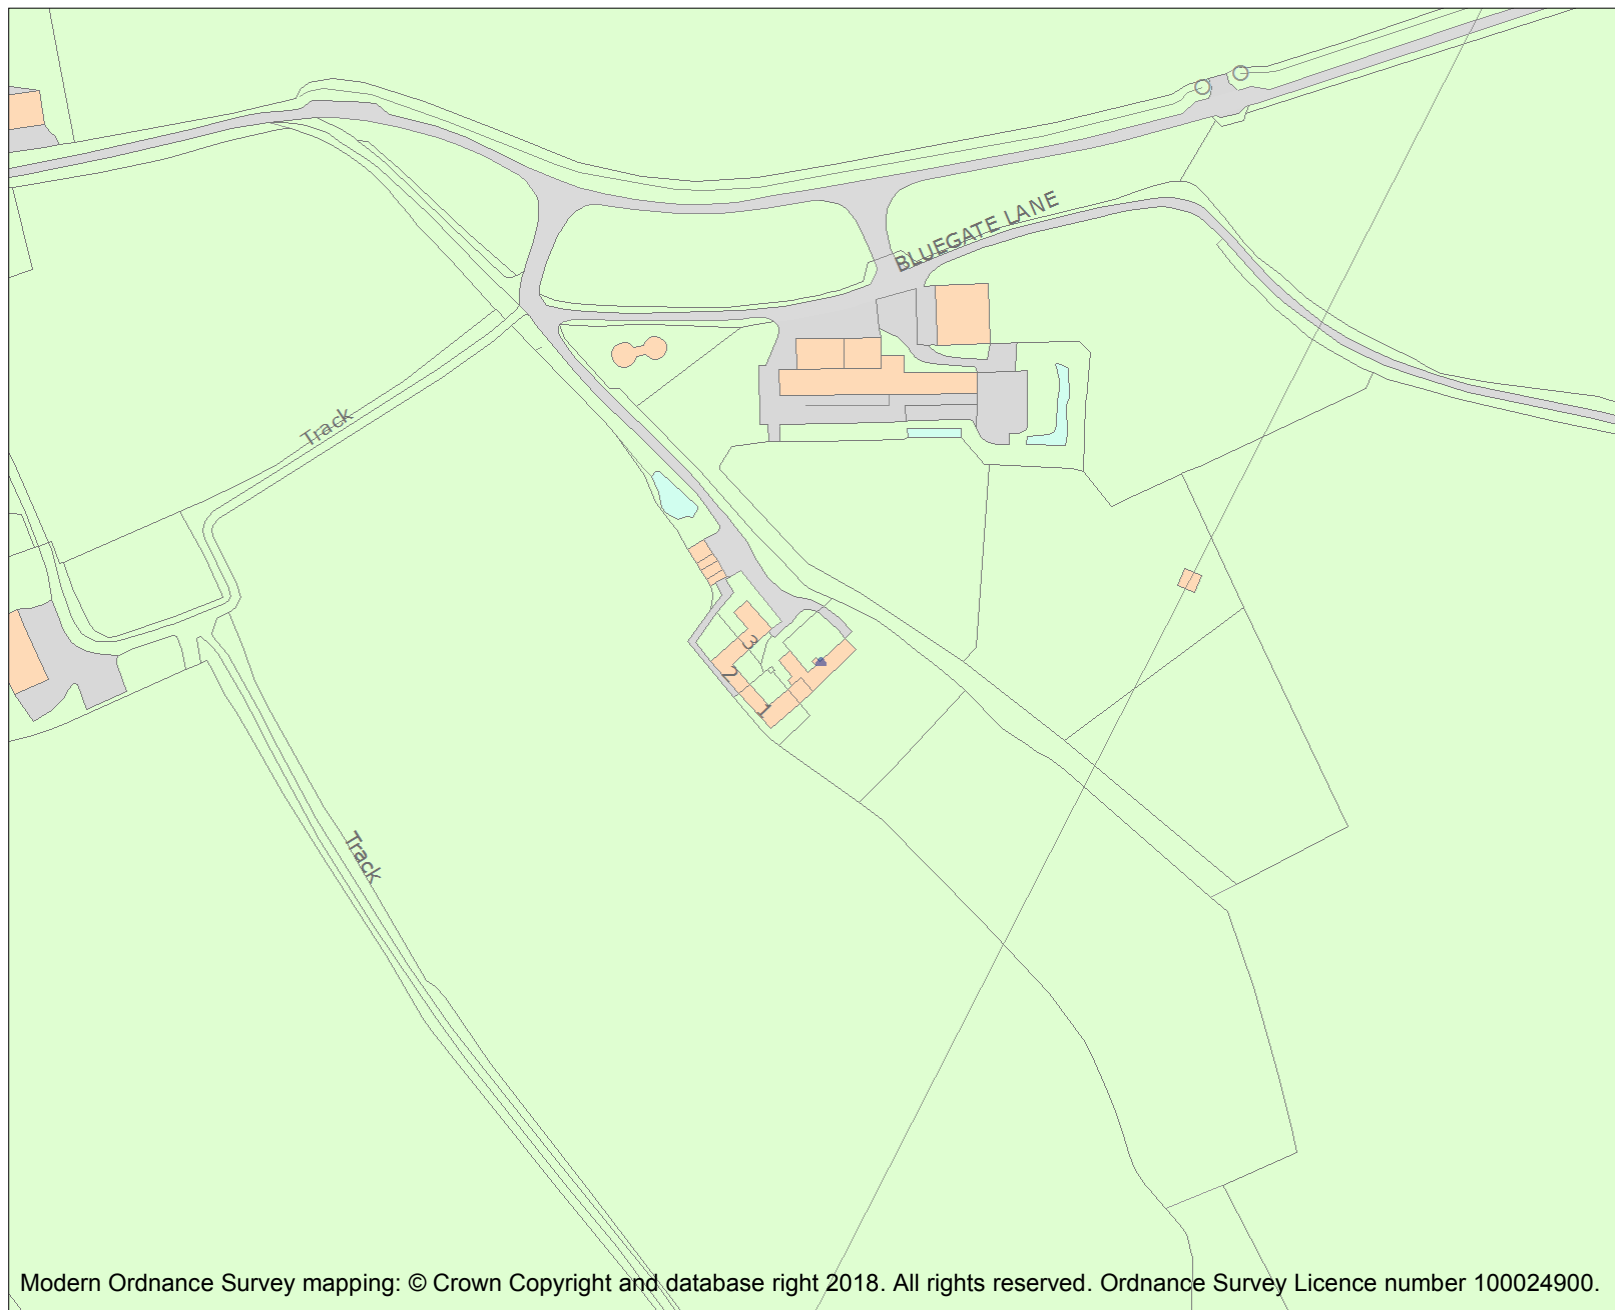 BLUEGATE LANE
Track
3
2
1
Track
Modern Ordnance Survey mapping: © Crown Copyright and database right 2018. All rights reserved. Ordnance Survey Licence number 100024900.